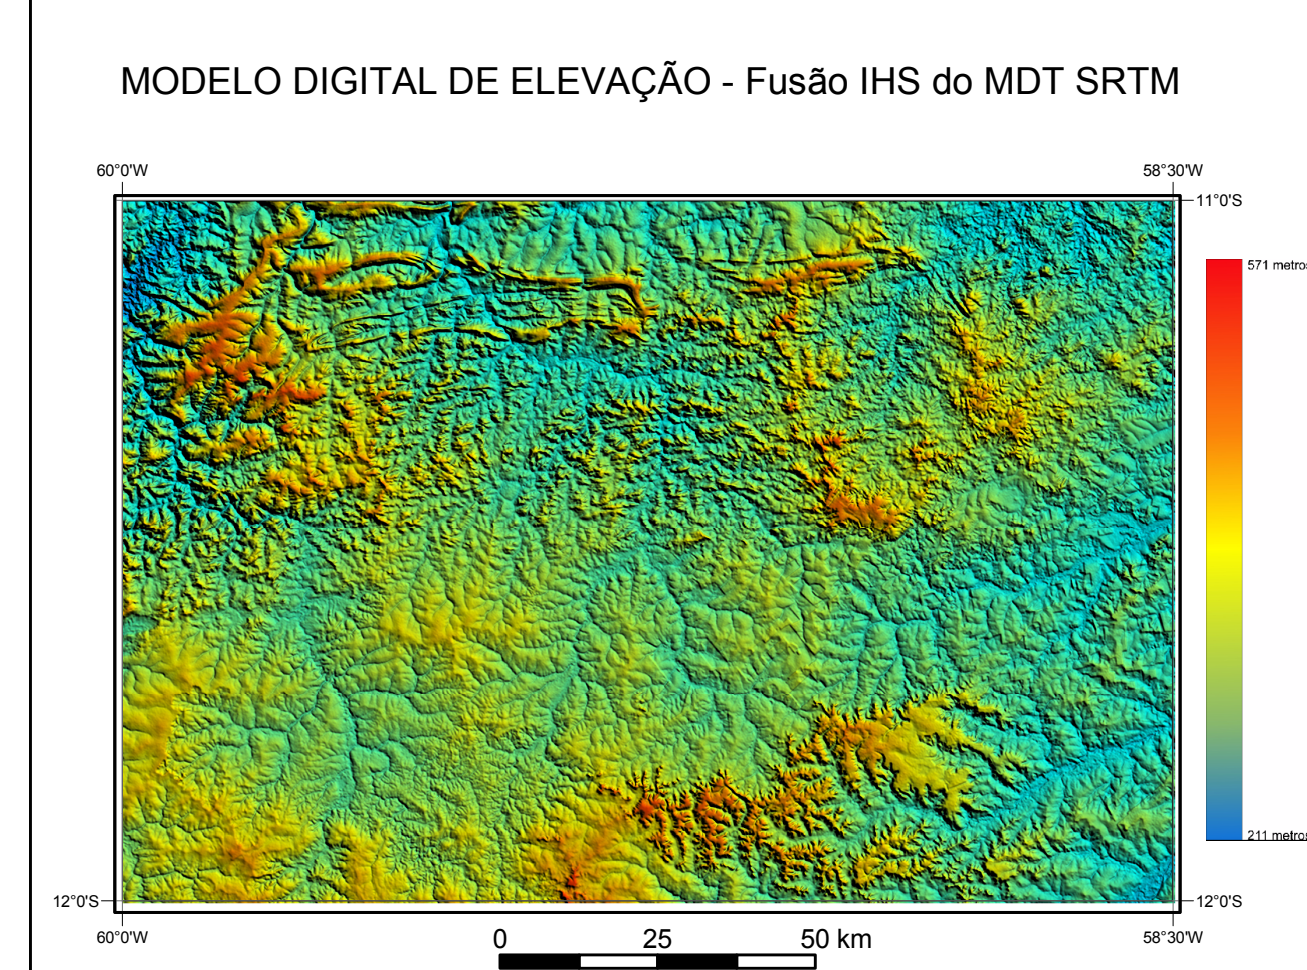 MODELO DIGITAL DE ELEVAÇÃO - Fusão IHS do MDT SRTM
60°0'W
58°30'W
11°0'S
571 metros
211 metros
12°0'S
12°0'S
60°0'W
58°30'W
0 25 50 km